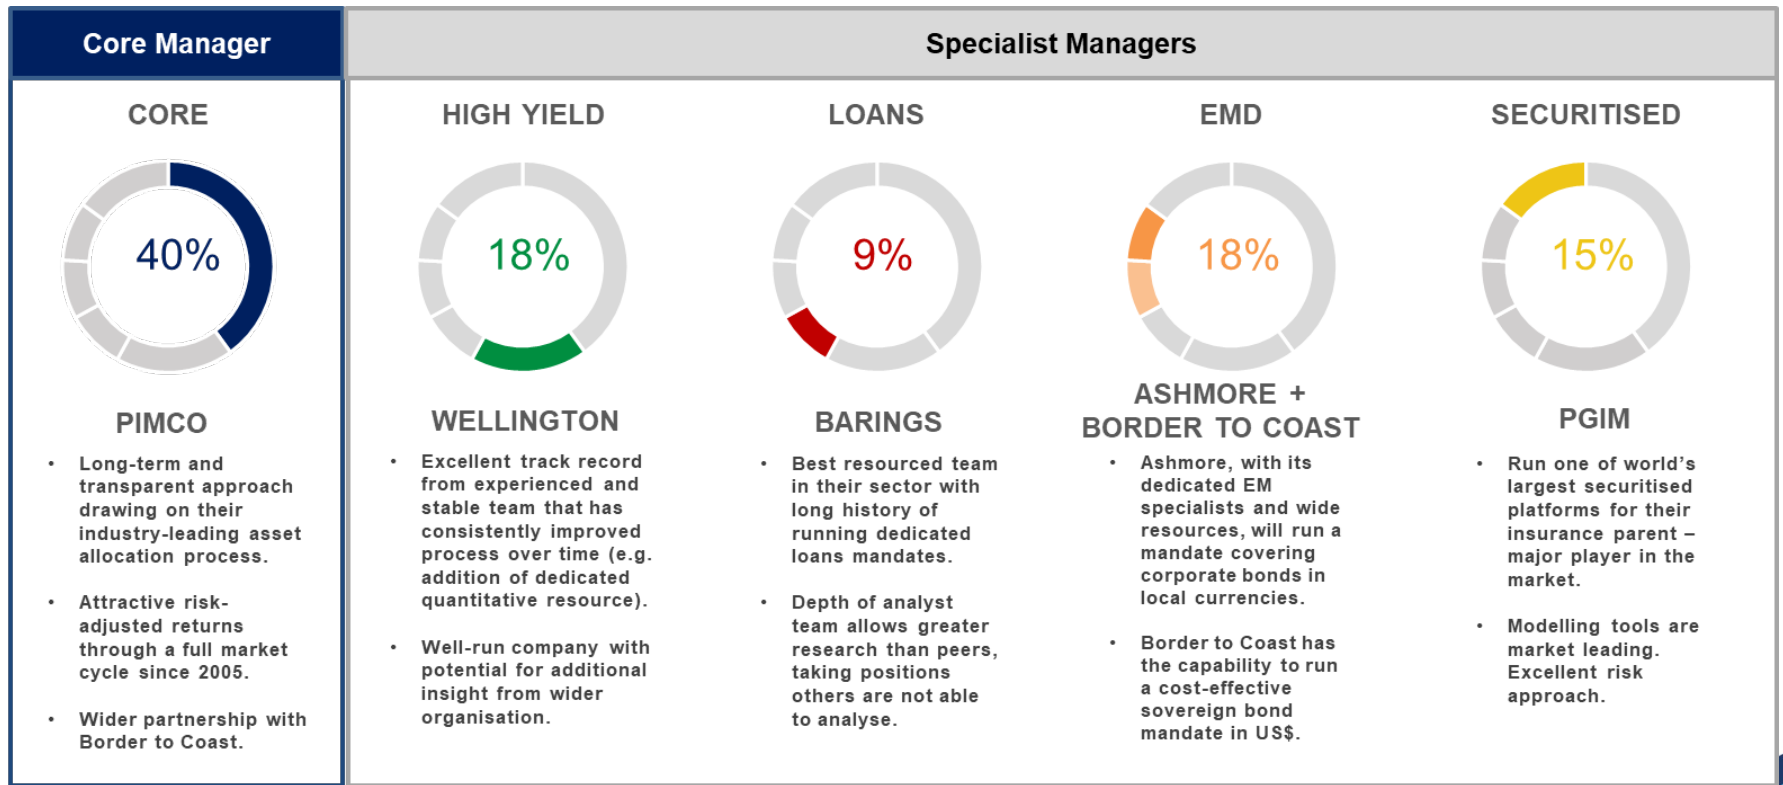 Core Manager
Specialist Managers
CORE
40%
PIMCO
• Long-term and
transparent approach
drawing on their
industry-leading asset
allocation process.
• Attractive risk-
adjusted returns
through a full market
cycle since 2005.
• Wider partnership with
Border to Coast.
HIGH YIELD
18%
WELLINGTON
• Excellent track record
from experienced and
stable team that has
consistently improved
process over time (e.g.
addition of dedicated
quantitative resource).
• Well-run company with
potential for additional
insight from wider
organisation.
LOANS
9%
BARINGS
• Best resourced team
in their sector with
long history of
running dedicated
loans mandates.
• Depth of analyst
team allows greater
research than peers,
taking positions
others are not able
to analyse.
EMD
18%
ASHMORE +
BORDER TO COAST
• Ashmore, with its
dedicated EM
specialists and wide
resources, will run a
mandate covering
corporate bonds in
local currencies.
• Border to Coast has
the capability to run
a cost-effective
sovereign bond
mandate in US$.
SECURITISED
15%
PGIM
• Run one of world’s
largest securitised
platforms for their
insurance parent –
major player in the
market.
• Modelling tools are
market leading.
Excellent risk
approach.